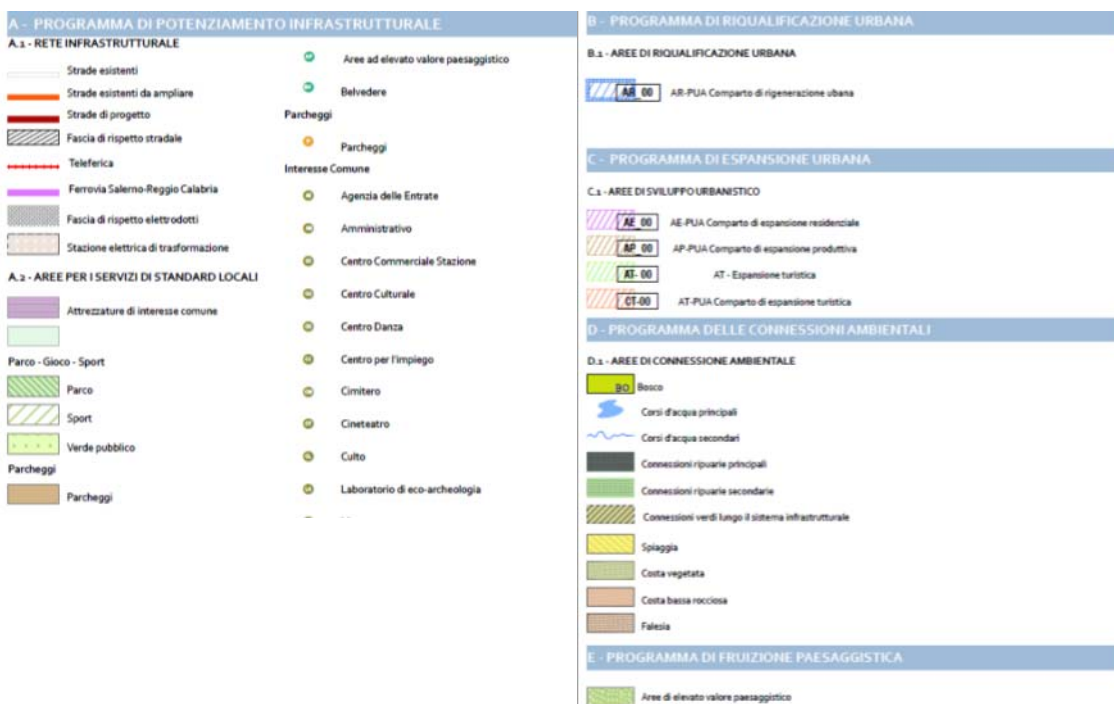 A - PROGRAMMA DI POTENZIAMENTO INFRASTRUTTURALE
A.1 - RETE INFRASTRUTTURALE
Strade esistenti
Strade esistenti da ampliare
Strade di progetto
Fascia di rispetto stradale
Teleferica
Ferrovia Salerno-Reggio Calabria
Fascia di rispetto elettrodotti
Stazione elettrica di trasformazione
A.2 - AREE PER I SERVIZI DI STANDARD LOCALI
Attrezzature di interesse comune
Parco - Gioco - Sport
Parco
Sport
Verde pubblico
Parcheggi
Parcheggi
Aree ad elevato valore paesaggistico
Belvedere
Parcheggi
P
Parcheggi
Interesse Comune
Agenzia delle Entrate
Amministrativo
Centro Commerciale Stazione
Centro Culturale
Centro Danza
Centro per l'impiego
Cimitero
Cineteatro
Culto
Laboratorio di eco-archeologia
B - PROGRAMMA DI RIQUALIFICAZIONE URBANA
B.1 - AREE DI RIQUALIFICAZIONE URBANA
AR_00 AR-PUA Comparto di rigenerazione ubana
C - PROGRAMMA DI ESPANSIONE URBANA
C.1 - AREE DI SVILUPPO URBANISTICO
AE_00 AE-PUA Comparto di espansione residenziale
AP_00 AP-PUA Comparto di espansione produttiva
AT-00 AT - Espansione turistica
CT-00 AT-PUA Comparto di espansione turistica
D - PROGRAMMA DELLE CONNESSIONI AMBIENTALI
D.1 - AREE DI CONNESSIONE AMBIENTALE
BO Bosco
Corsi d'acqua principali
Corsi d'acqua secondari
Connessioni ripuarie principali
Connessioni ripuarie secondarie
Connessioni verdi lungo il sistema infrastrutturale
Spiaggia
Costa vegetata
Costa bassa rocciosa
Falesia
E - PROGRAMMA DI FRUIZIONE PAESAGGISTICA
Aree di elevato valore paesaggistico